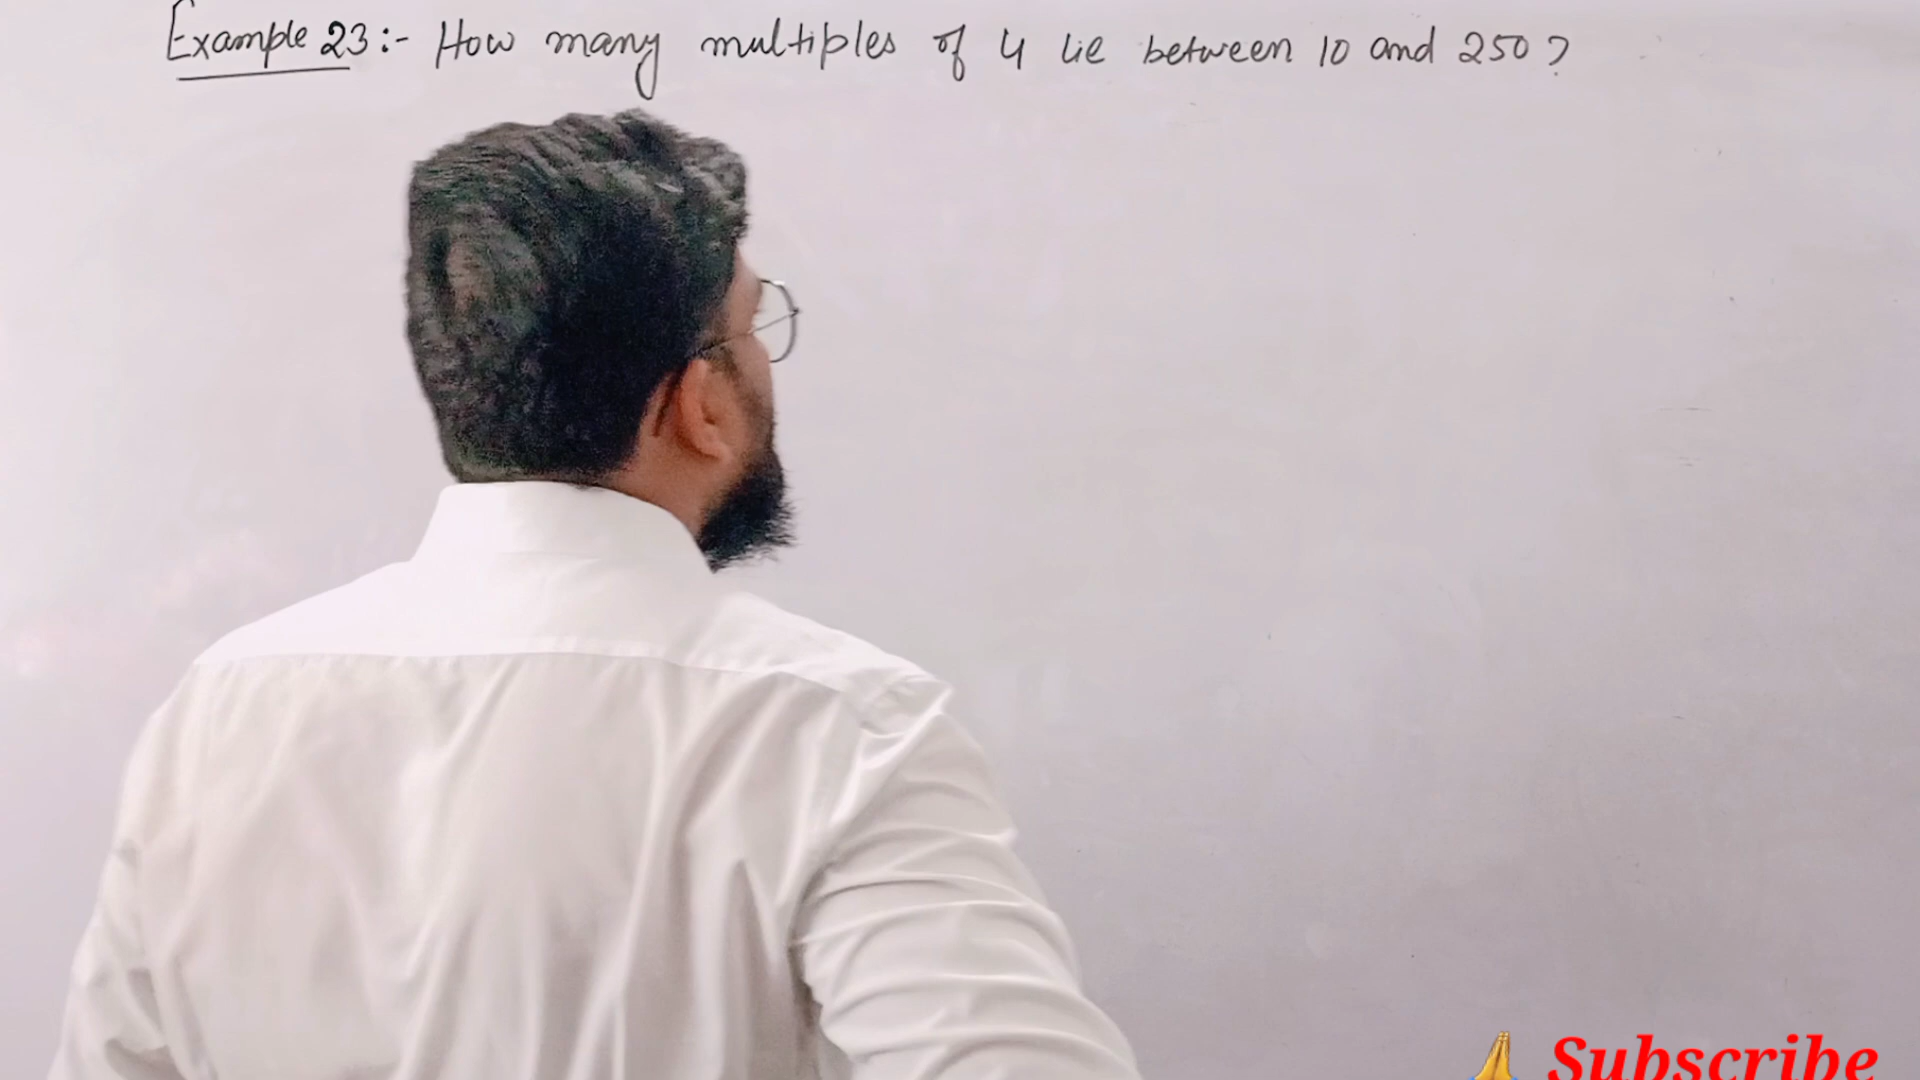 Example 23:- How many multiples of 4 lie between 10 and 250?
🙏 Subscribe